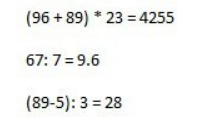 (96 + 89) * 23 = 4255
67: 7 = 9.6
(89-5): 3 = 28